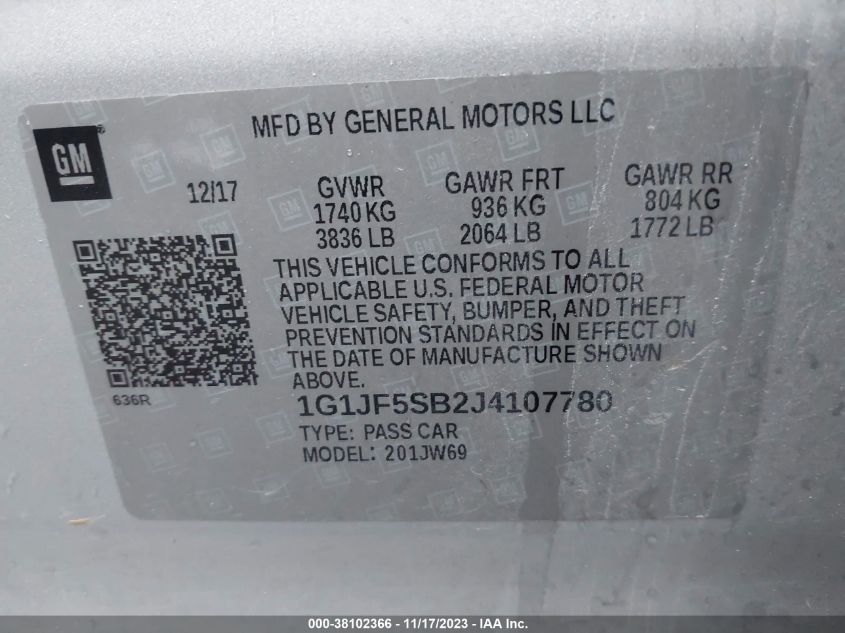 MFD BY GENERAL MOTORS LLC
GM
12/17
GVWR GAWR FRT GAWR RR
1740 KG 936 KG 804 KG
3836 LB 2064 LB 1772 LB
THIS VEHICLE CONFORMS TO ALL
APPLICABLE U.S. FEDERAL MOTOR
VEHICLE SAFETY, BUMPER, AND THEFT
PREVENTION STANDARDS IN EFFECT ON
THE DATE OF MANUFACTURE SHOWN
ABOVE.
636R
1G1JF5SB2J4107780
TYPE: PASS CAR
MODEL: 201JW69
000-38102366 - 11/17/2023 - IAA Inc.